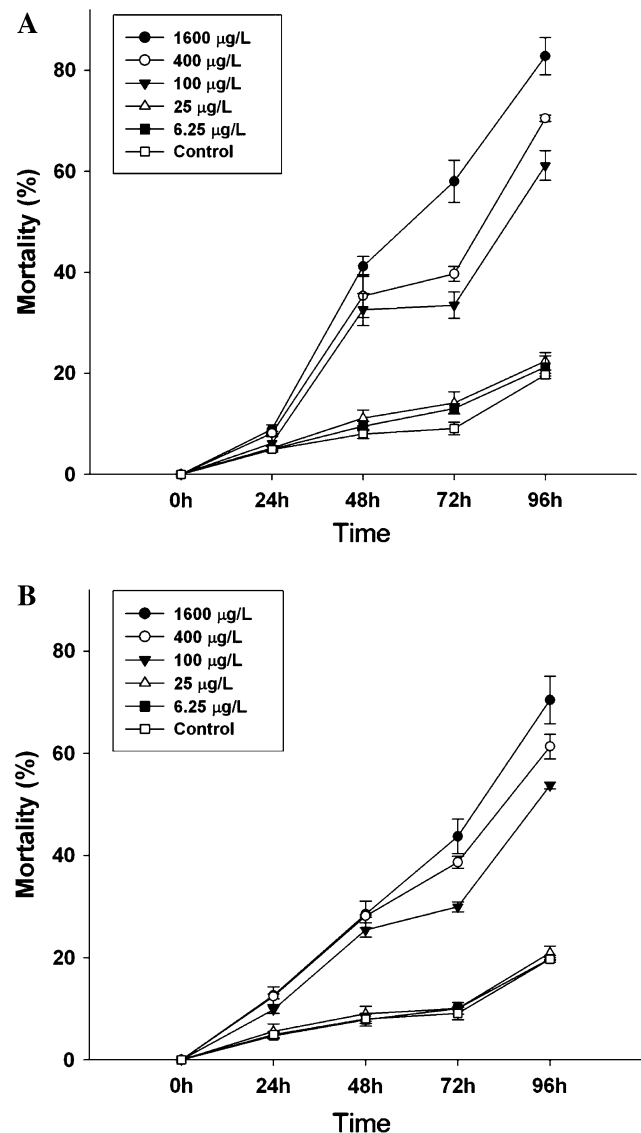 A
1600 μg/L
400 μg/L
100 μg/L
25 μg/L
6.25 μg/L
Control
Mortality (%)
80
60
40
20
0
0h 24h 48h 72h 96h
Time
B
1600 μg/L
400 μg/L
100 μg/L
25 μg/L
6.25 μg/L
Control
Mortality (%)
80
60
40
20
0
0h 24h 48h 72h 96h
Time